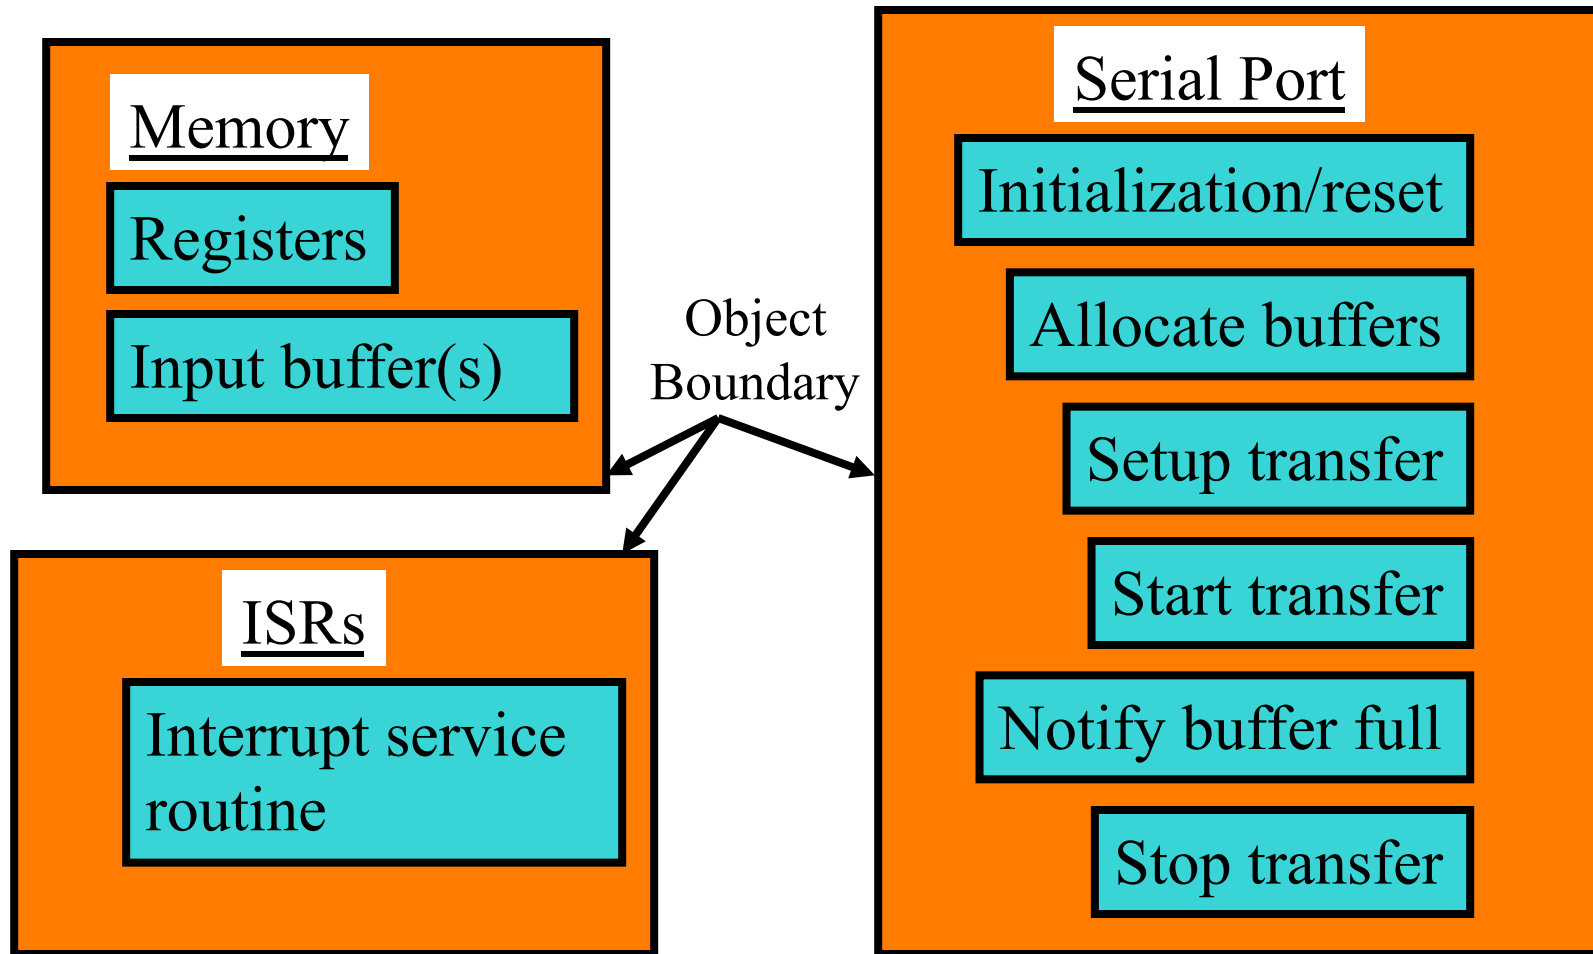 Memory
Registers
Input buffer(s)
Object
Boundary
ISRs
Interrupt service
routine
Serial Port
Initialization/reset
Allocate buffers
Setup transfer
Start transfer
Notify buffer full
Stop transfer